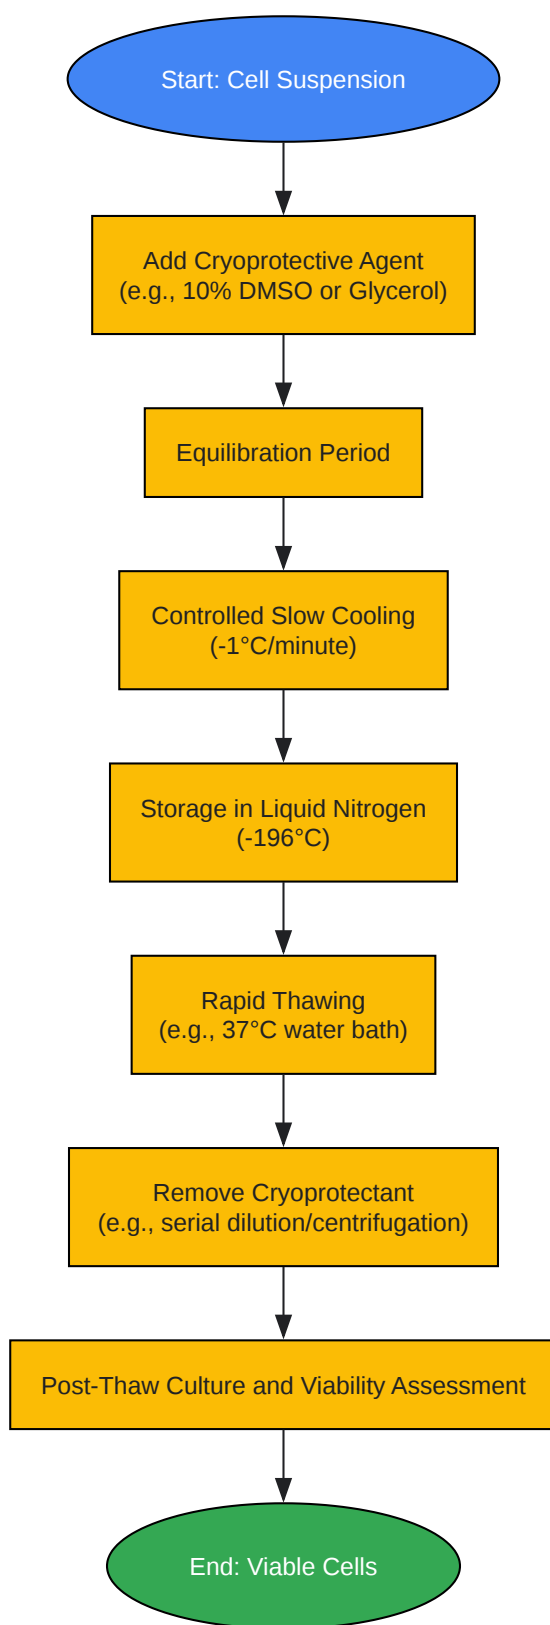 Start: Cell Suspension
Add Cryoprotective Agent
(e.g., 10% DMSO or Glycerol)
Equilibration Period
Controlled Slow Cooling
(-1°C/minute)
Storage in Liquid Nitrogen
(-196°C)
Rapid Thawing
(e.g., 37°C water bath)
Remove Cryoprotectant
(e.g., serial dilution/centrifugation)
Post-Thaw Culture and Viability Assessment
End: Viable Cells